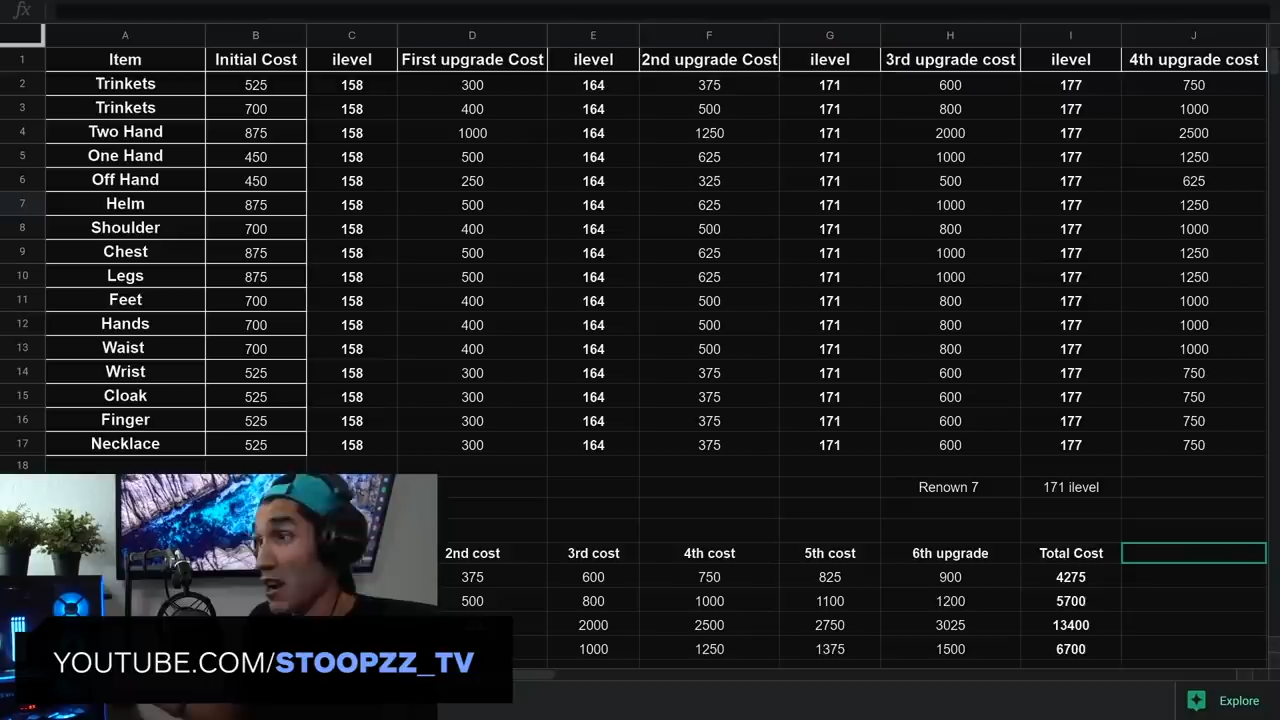 fx
A B C D E F G H I J
1 Item Initial Cost ilevel First upgrade Cost ilevel 2nd upgrade Cost ilevel 3rd upgrade cost ilevel 4th upgrade cost
2 Trinkets 525 158 300 164 375 171 600 177 750
3 Trinkets 700 158 400 164 500 171 800 177 1000
4 Two Hand 875 158 1000 164 1250 171 2000 177 2500
5 One Hand 450 158 500 164 625 171 1000 177 1250
6 Off Hand 450 158 250 164 325 171 500 177 625
7 Helm 875 158 500 164 625 171 1000 177 1250
8 Shoulder 700 158 400 164 500 171 800 177 1000
9 Chest 875 158 500 164 625 171 1000 177 1250
10 Legs 875 158 500 164 625 171 1000 177 1250
11 Feet 700 158 400 164 500 171 800 177 1000
12 Hands 700 158 400 164 500 171 800 177 1000
13 Waist 700 158 400 164 500 171 800 177 1000
14 Wrist 525 158 300 164 375 171 600 177 750
15 Cloak 525 158 300 164 375 171 600 177 750
16 Finger 525 158 300 164 375 171 600 177 750
17 Necklace 525 158 300 164 375 171 600 177 750
18
Renown 7 171 ilevel
2nd cost 3rd cost 4th cost 5th cost 6th upgrade Total Cost
375 600 750 825 900 4275
500 800 1000 1100 1200 5700
2000 2500 2750 3025 13400
1000 1250 1375 1500 6700
YOUTUBE.COM/STOOPZZ_TV
Explore